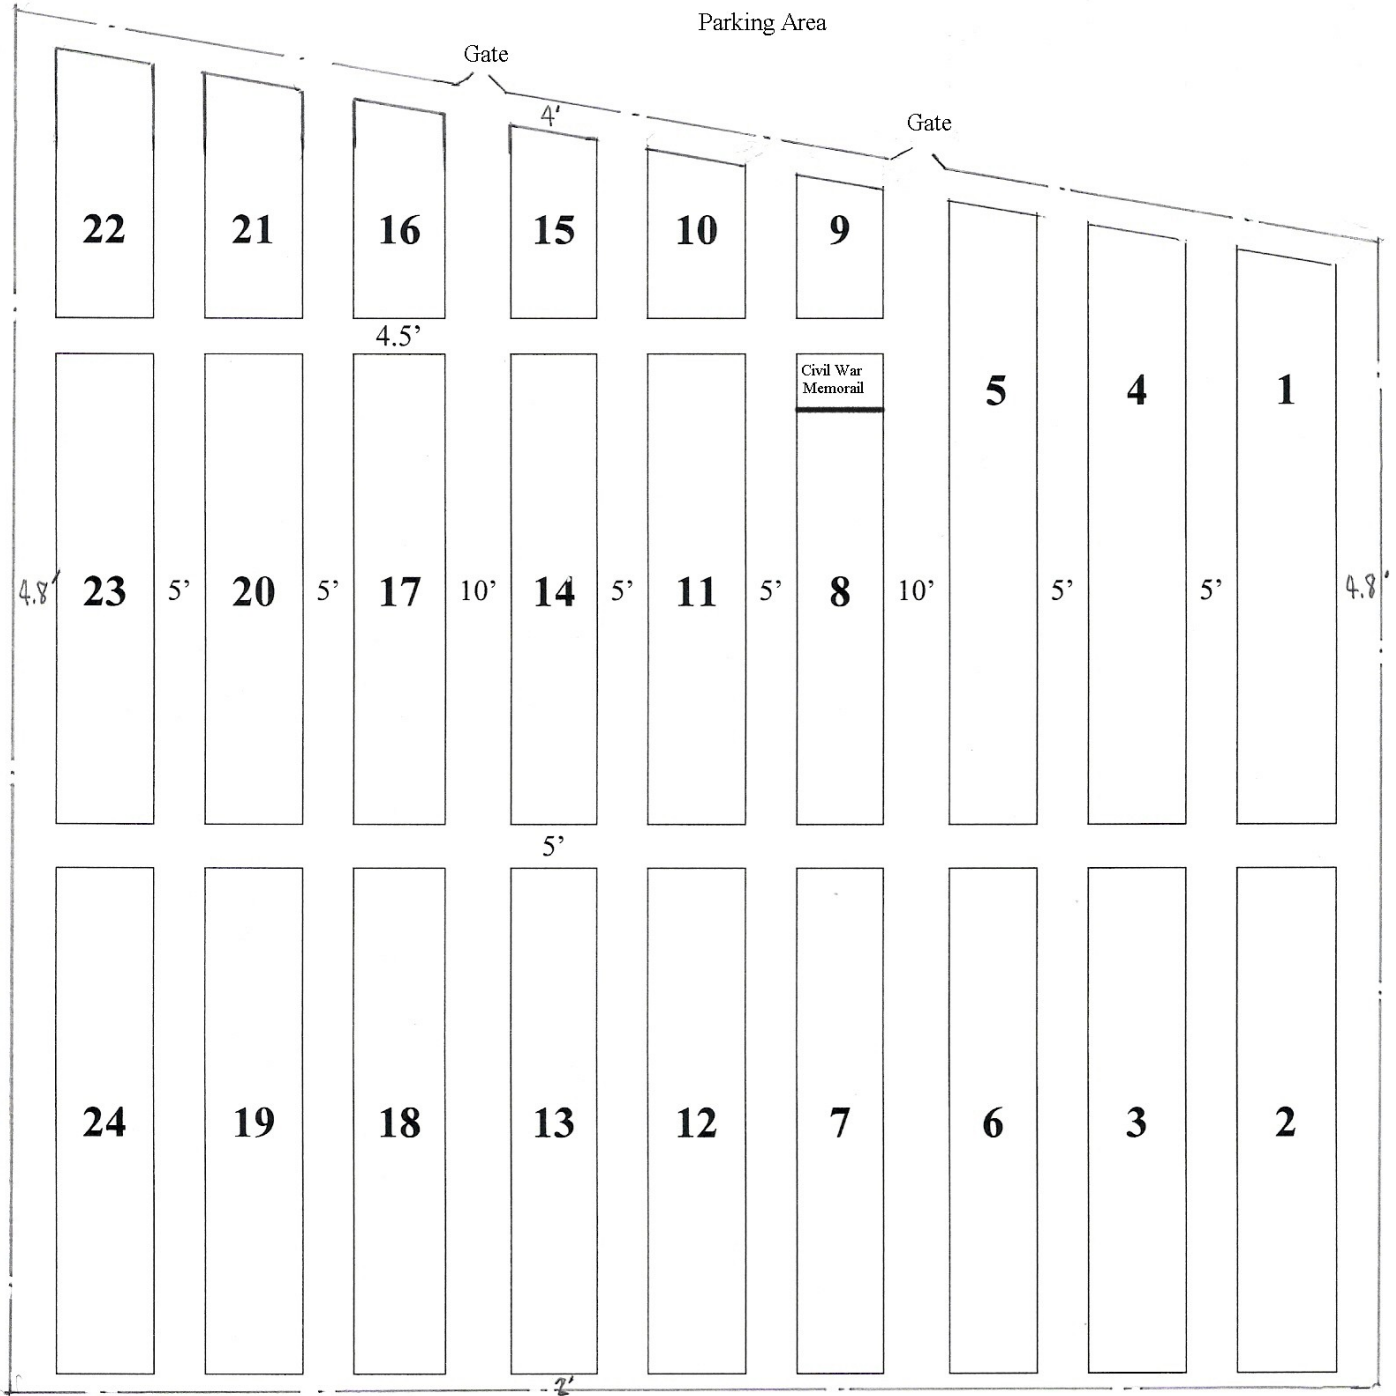 Parking Area
Gate
Gate
4'
22 21 16 15 10 9
4.5’
Civil War
Memorail
5 4 1
4.8' 23 5’ 20 5’ 17 10’ 14 5’ 11 5’ 8 10’ 5’ 5’ 4.8'
5’
24 19 18 13 12 7 6 3 2
2'